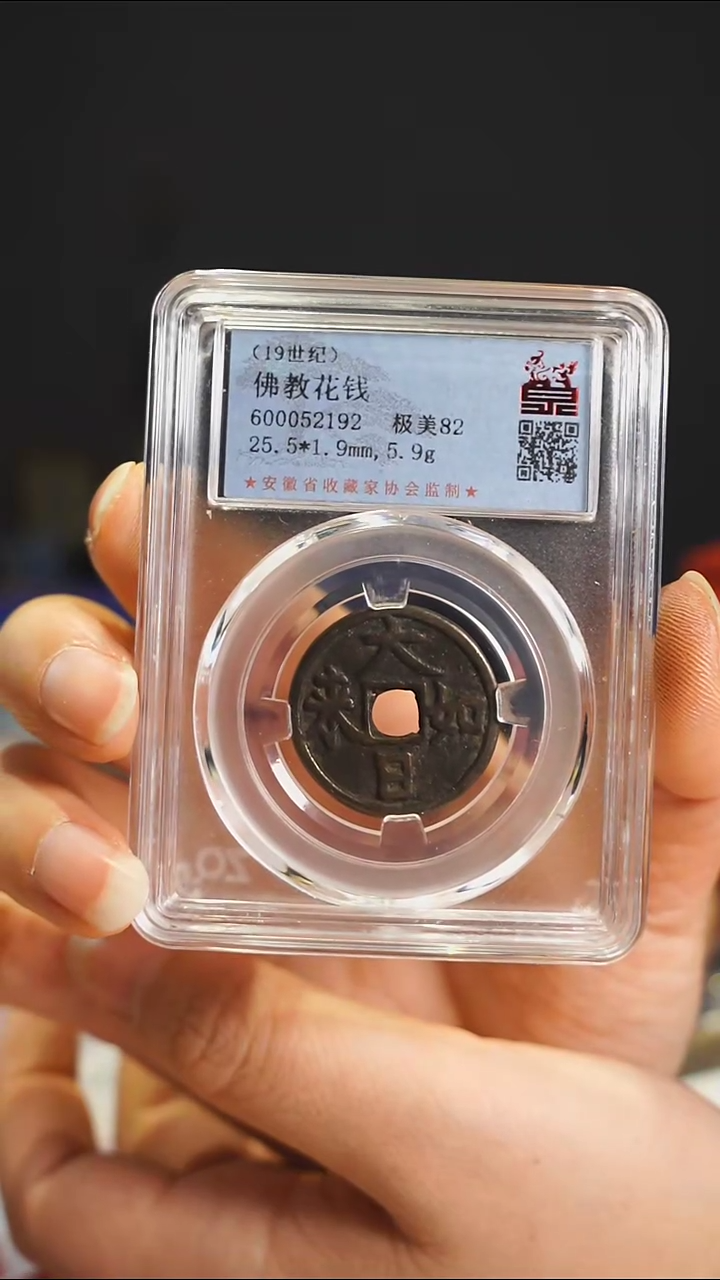 (19世纪)
佛教花钱
600052192 极美82
25.5*1.9mm,5.9g
★安徽省收藏家协会监制★
大
來 如
日